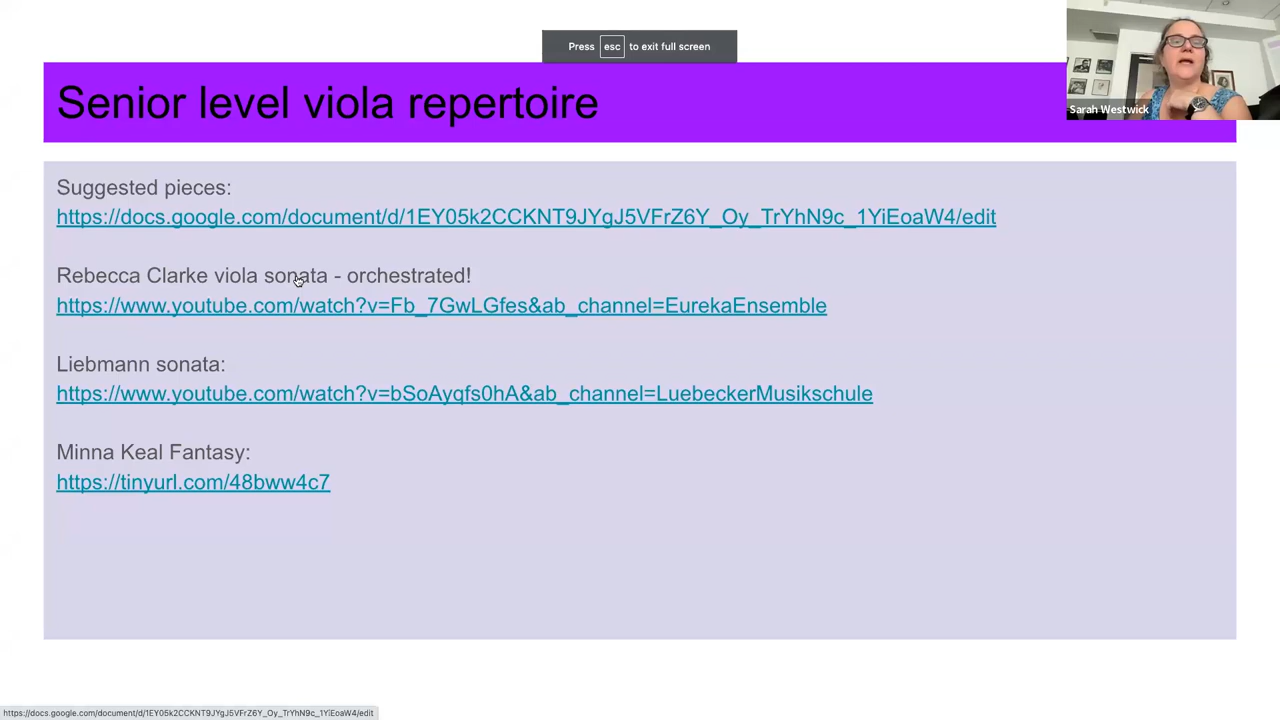 Press esc to exit full screen
Sarah Westwick
Senior level viola repertoire
Suggested pieces:
https://docs.google.com/document/d/1EY05k2CCKNT9JYgJ5VFrZ6Y_Oy_TrYhN9c_1YiEoaW4/edit
Rebecca Clarke viola sonata - orchestrated!
https://www.youtube.com/watch?v=Fb_7GwLGfes&ab_channel=EurekaEnsemble
Liebmann sonata:
https://www.youtube.com/watch?v=bSoAyqfs0hA&ab_channel=LuebeckerMusikschule
Minna Keal Fantasy:
https://tinyurl.com/48bww4c7
https://docs.google.com/document/d/1EY05k2CCKNT9JYgJ5VFrZ6Y_Oy_TrYhN9c_1YiEoaW4/edit